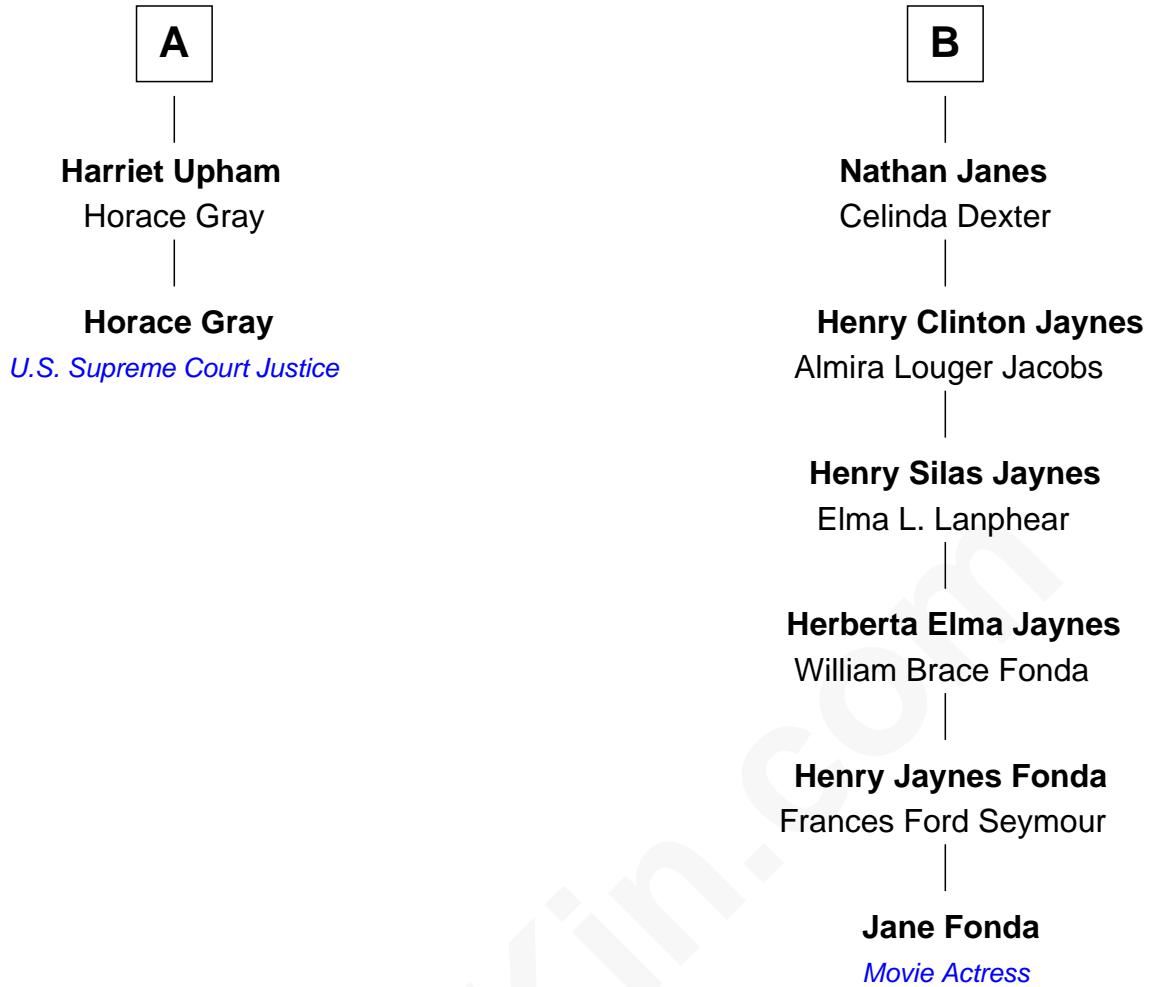 A
Harriet Upham
Horace Gray
Horace Gray
U.S. Supreme Court Justice
B
Nathan Janes
Celinda Dexter
Henry Clinton Jaynes
Almira Louger Jacobs
Henry Silas Jaynes
Elma L. Lanphear
Herberta Elma Jaynes
William Brace Fonda
Henry Jaynes Fonda
Frances Ford Seymour
Jane Fonda
Movie Actress